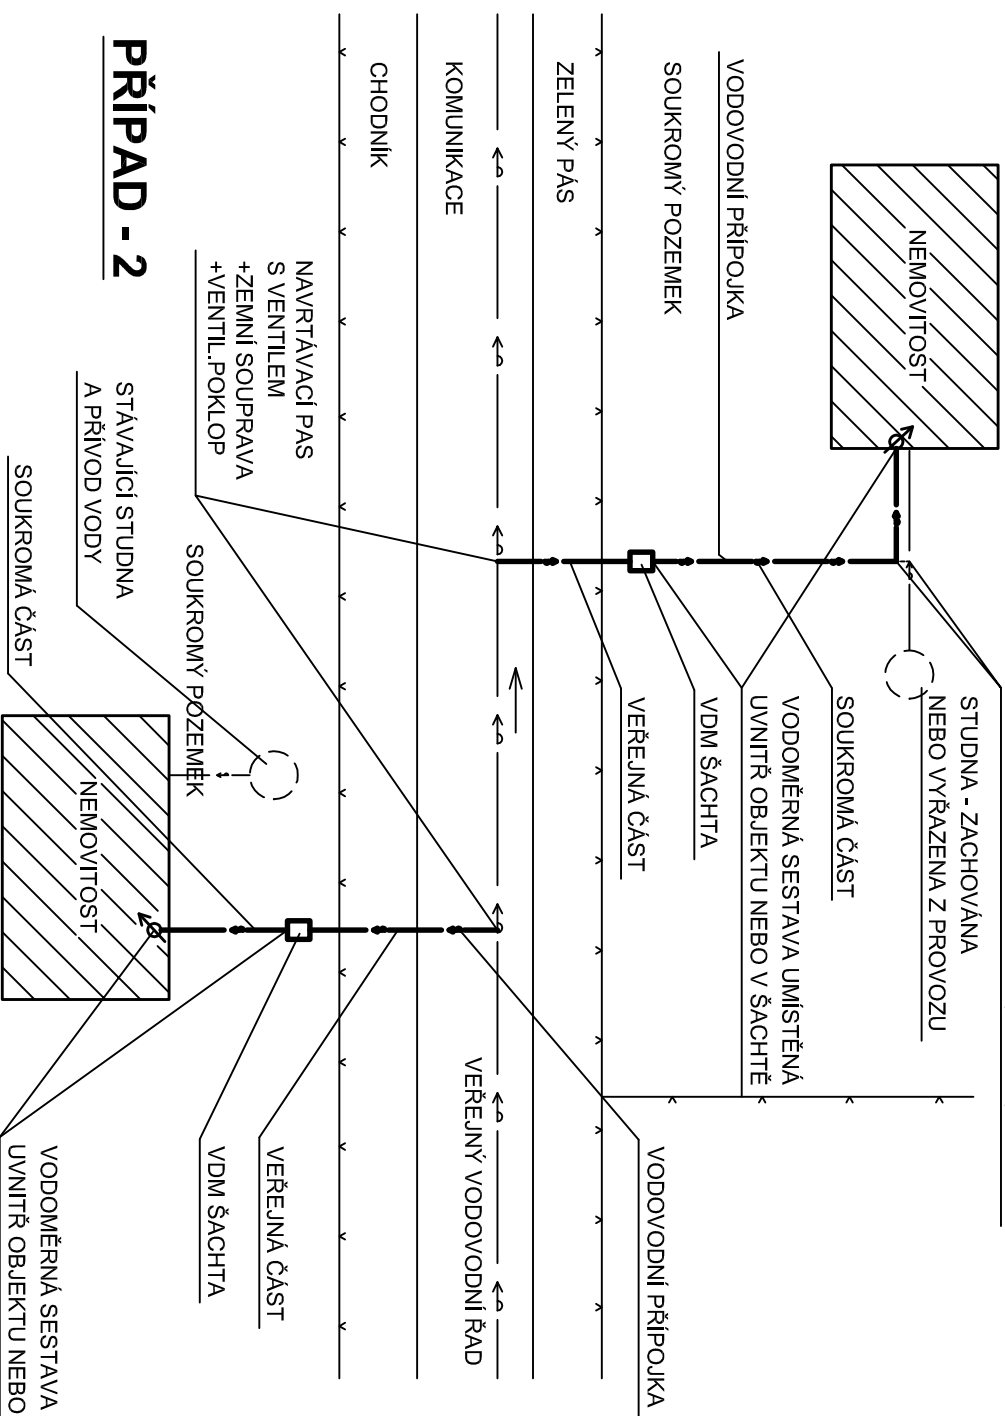 NEMOVITOST
STUDNA - ZACHOVÁNA
NEBO VYŘAZENA Z PROVOZU
SOUKROMÁ ČÁST
VODOMĚRNÁ SESTAVA UMÍSTĚNÁ
UVNITŘ OBJEKTU NEBO V ŠACHTĚ
VODOVODNÍ PŘÍPOJKA
VDM ŠACHTA
SOUKROMÝ POZEMEK
VEŘEJNÁ ČÁST
VODOVODNÍ PŘÍPOJKA
ZELENÝ PÁS
KOMUNIKACE
VEŘEJNÝ VODOVODNÍ ŘAD
CHODNÍK
NAVRTÁVACÍ PAS
S VENTILEM
+ZEMNÍ SOUPRAVA
+VENTIL.POKLOP
VEŘEJNÁ ČÁST
SOUKROMÝ POZEMEK
VDM ŠACHTA
PŘÍPAD - 2
STÁVAJÍCÍ STUDNA
A PŘÍVOD VODY
NEMOVITOST
SOUKROMÁ ČÁST
VODOMĚRNÁ SESTAVA
UVNITŘ OBJEKTU NEBO